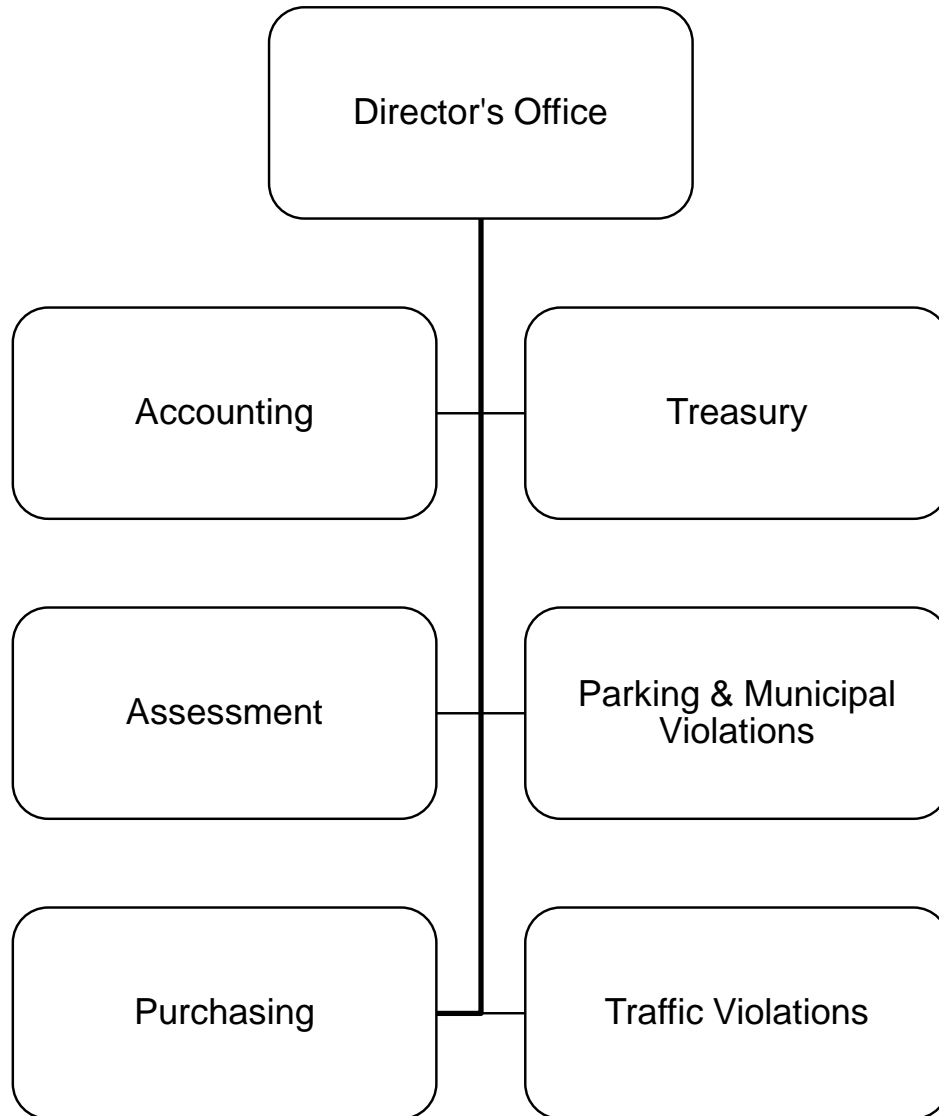 Director's Office
Accounting
Treasury
Assessment
Parking & Municipal
Violations
Purchasing
Traffic Violations